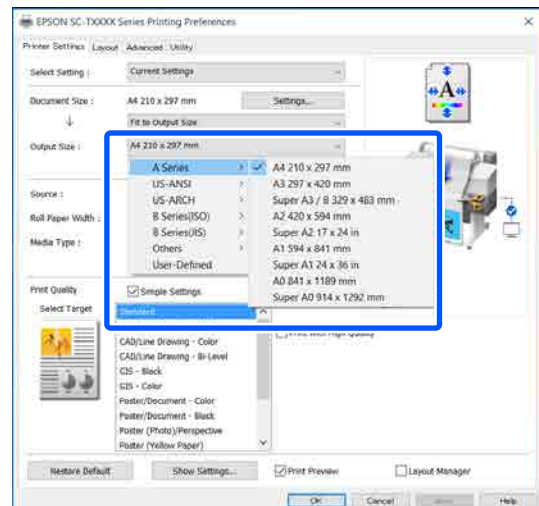 EPSON SC-TXXXX Series Printing Preferences
Printer Settings Layout Advanced Utility
Select Setting : Current Settings
Document Size : A4 210 x 297 mm Settings...
Fit to Output Size
Output Size : A4 210 x 297 mm
A Series A4 210 x 297 mm
US-ANSI A3 297 x 420 mm
US-ARCH Super A3 / B 329 x 483 mm
B Series(ISO) A2 420 x 594 mm
B Series(JIS) Super A2 17 x 24 in
Others A1 594 x 841 mm
User-Defined Super A1 24 x 36 in
A0 841 x 1189 mm
Super A0 914 x 1292 mm
Source :
Roll Paper Width :
Media Type :
A
Print Quality Simple Settings
Select Target Standard
Print with High Quality
CAD/Line Drawing - Color
CAD/Line Drawing - Bi-Level
GIS - Black
GIS - Color
Poster/Document - Color
Poster/Document - Black
Poster (Photo)/Perspective
Poster (Yellow Paper)
Restore Default Show Settings... Print Preview Layout Manager
OK Cancel Help